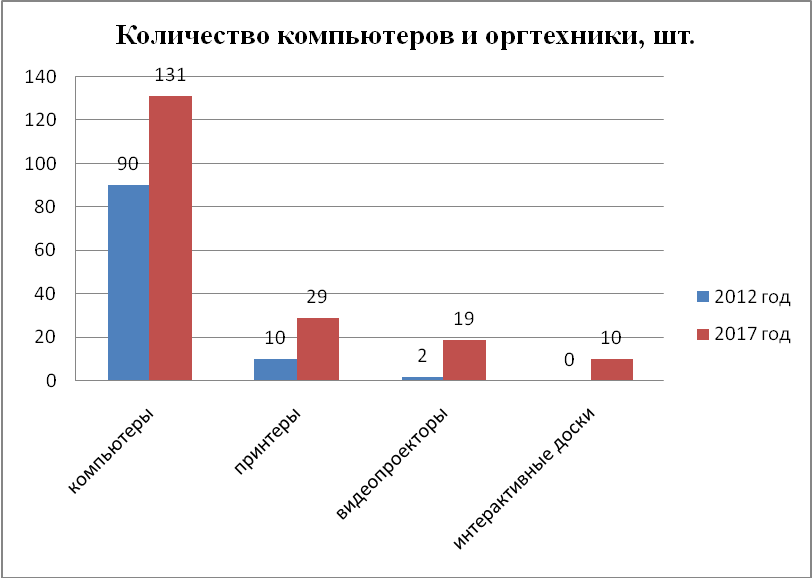 Количество компьютеров и оргтехники, шт.
140
120
100
80
60
40
20
0
90
131
10
29
2
19
0
10
компьютеры
принтеры
видеопроекторы
интерактивные доски
2012 год
2017 год